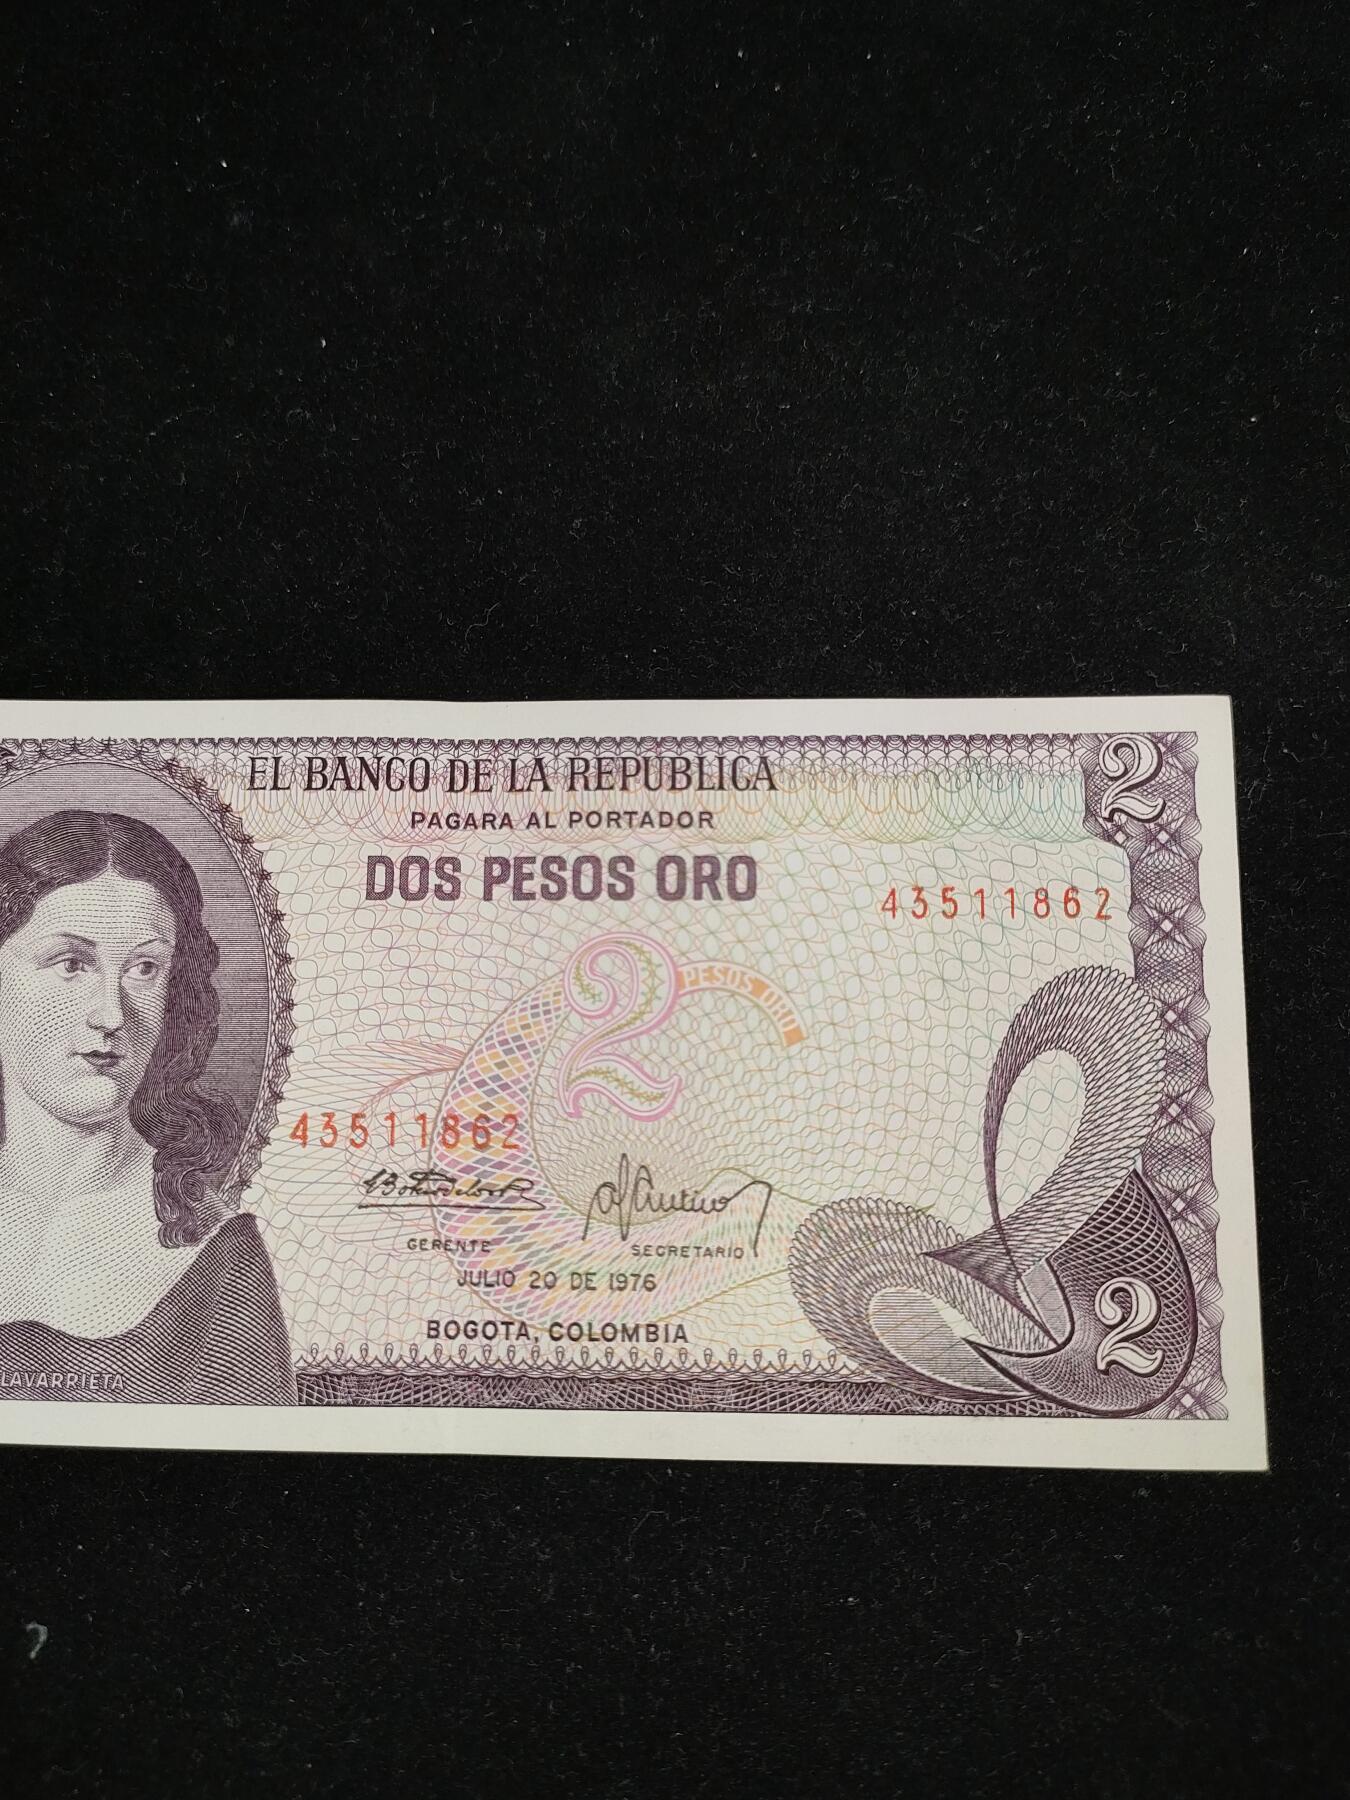 EL BANCO DE LA REPUBLICA
2
PAGARA AL PORTADOR
DOS PESOS ORO
43511862
2 PESOS ORO
43511862
GERENTE
SECRETARIO
JULIO 20 DE 1976
BOGOTA, COLOMBIA
2
LAVARRIETA